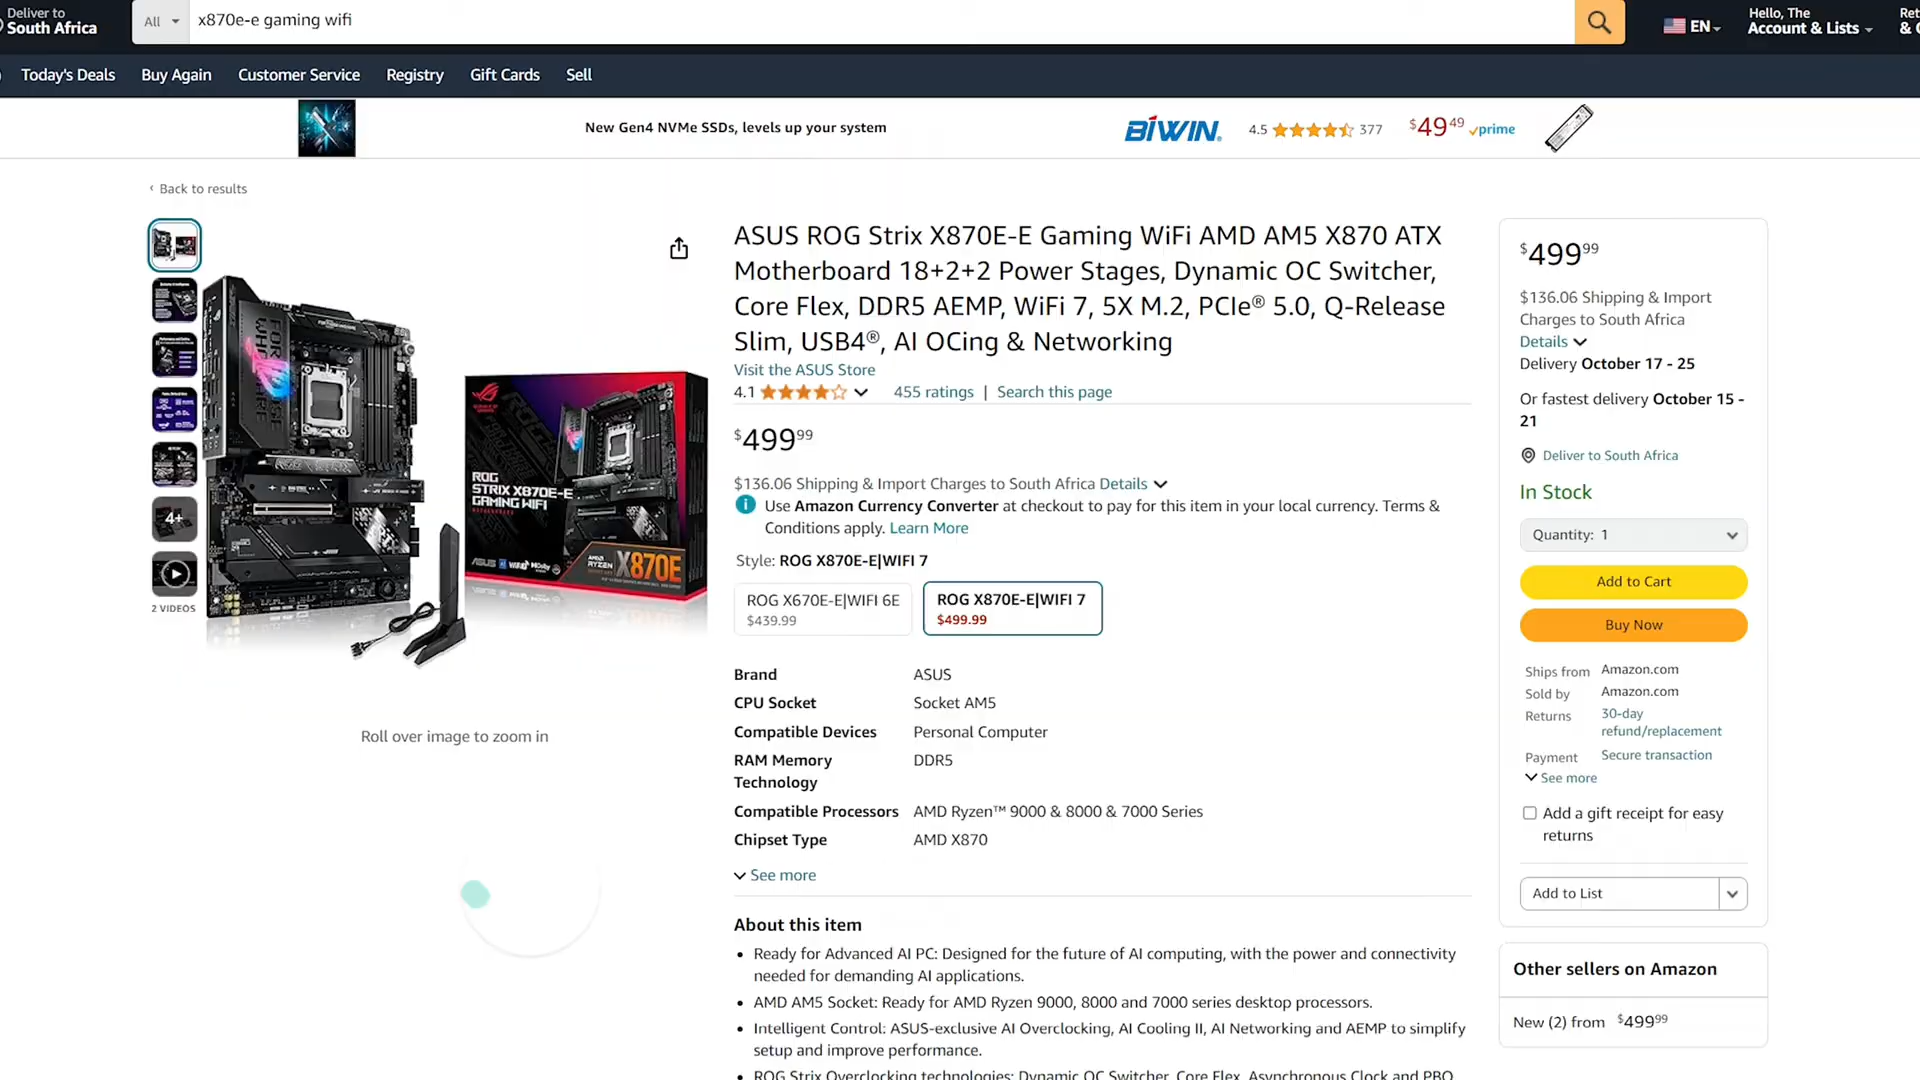 Deliver to
South Africa
All
x870e-e gaming wifi
EN
Hello, The
Account & Lists
Today's Deals
Buy Again
Customer Service
Registry
Gift Cards
Sell
New Gen4 NVMe SSDs, levels up your system
BIWIN
4.5
377
$49 49
prime
‹ Back to results
ASUS ROG Strix X870E-E Gaming WiFi AMD AM5 X870 ATX
Motherboard 18+2+2 Power Stages, Dynamic OC Switcher,
Core Flex, DDR5 AEMP, WiFi 7, 5X M.2, PCIe® 5.0, Q-Release
Slim, USB4®, AI OCing & Networking
Visit the ASUS Store
4.1
455 ratings | Search this page
$499 99
$136.06 Shipping & Import Charges to South Africa Details
Use Amazon Currency Converter at checkout to pay for this item in your local currency. Terms &
Conditions apply. Learn More
Style: ROG X870E-E|WIFI 7
ROG X670E-E|WIFI 6E
$439.99
ROG X870E-E|WIFI 7
$499.99
4+
2 VIDEOS
ROG
STRIX X870E-E
GAMING WIFI
ASUS
AMD
RYZEN
X870E
Roll over image to zoom in
Brand ASUS
CPU Socket Socket AM5
Compatible Devices Personal Computer
RAM Memory DDR5
Technology
Compatible Processors AMD Ryzen™ 9000 & 8000 & 7000 Series
Chipset Type AMD X870
See more
About this item
• Ready for Advanced AI PC: Designed for the future of AI computing, with the power and connectivity
needed for demanding AI applications.
• AMD AM5 Socket: Ready for AMD Ryzen 9000, 8000 and 7000 series desktop processors.
• Intelligent Control: ASUS-exclusive AI Overclocking, AI Cooling II, AI Networking and AEMP to simplify
setup and improve performance.
• ROG Strix Overclocking technologies: Dynamic OC Switcher, Core Flex, Asynchronous Clock and PBO
$499 99
$136.06 Shipping & Import
Charges to South Africa
Details
Delivery October 17 - 25
Or fastest delivery October 15 -
21
Deliver to South Africa
In Stock
Quantity: 1
Add to Cart
Buy Now
Ships from Amazon.com
Sold by Amazon.com
Returns 30-day
refund/replacement
Payment Secure transaction
See more
Add a gift receipt for easy
returns
Add to List
Other sellers on Amazon
New (2) from $499 99